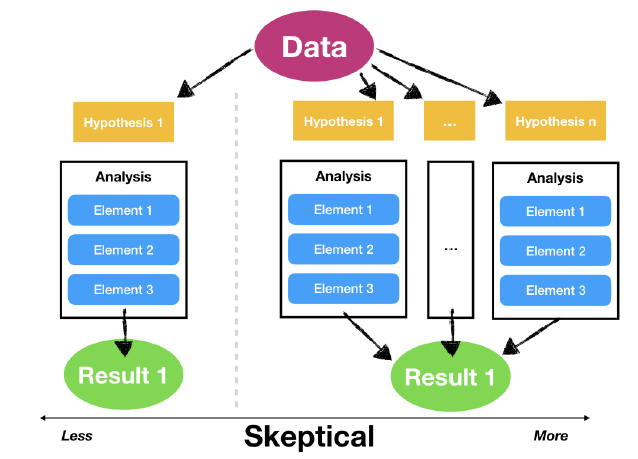 Data
Hypothesis 1
Analysis
Element 1
Element 2
Element 3
Result 1
Hypothesis 1
...
Hypothesis n
Analysis
Element 1
Element 2
Element 3
...
Analysis
Element 1
Element 2
Element 3
Result 1
Less
Skeptical
More